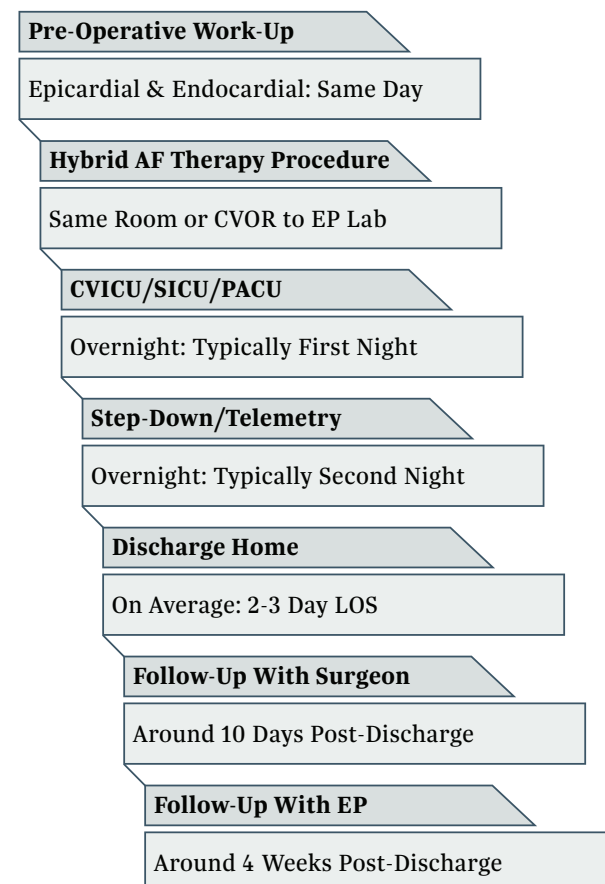 Pre-Operative Work-Up
Epicardial & Endocardial: Same Day
Hybrid AF Therapy Procedure
Same Room or CVOR to EP Lab
CVICU/SICU/PACU
Overnight: Typically First Night
Step-Down/Telemetry
Overnight: Typically Second Night
Discharge Home
On Average: 2-3 Day LOS
Follow-Up With Surgeon
Around 10 Days Post-Discharge
Follow-Up With EP
Around 4 Weeks Post-Discharge